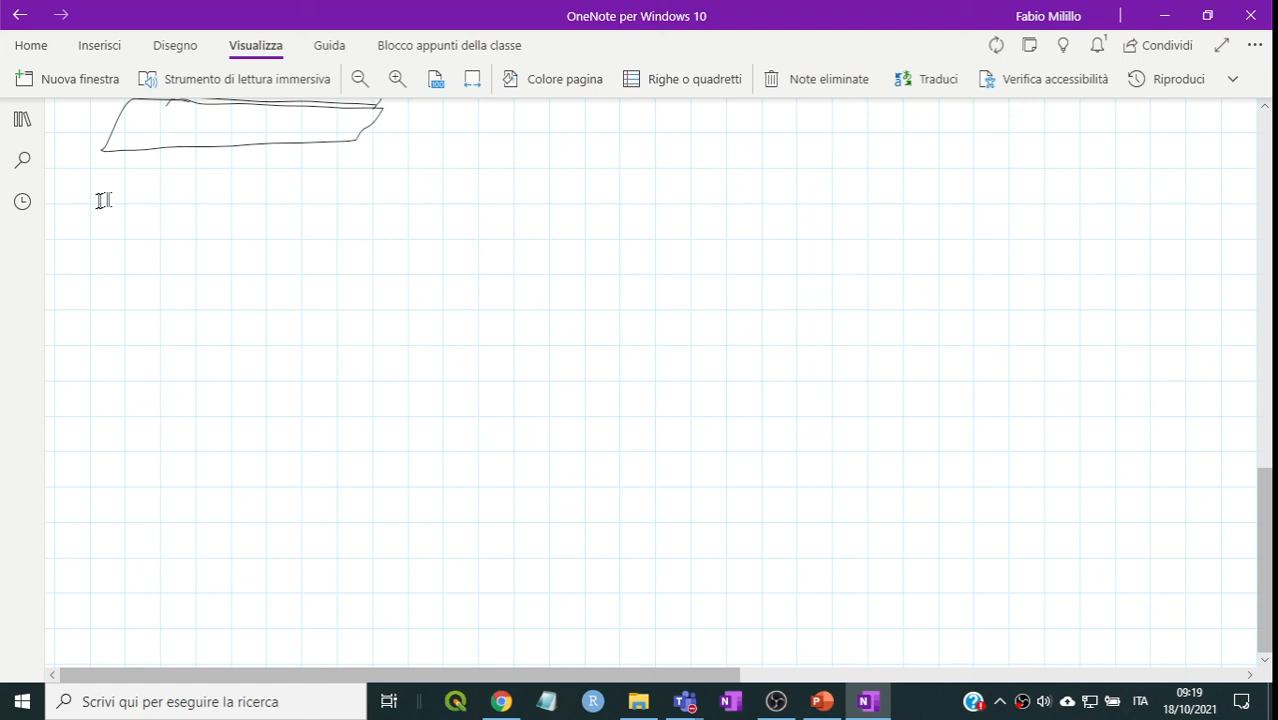 OneNote per Windows 10
Fabio Milillo
Home Inserisci Disegno Visualizza Guida Blocco appunti della classe
1 Condividi
Nuova finestra Strumento di lettura immersiva 100 Colore pagina Righe o quadretti Note eliminate Traduci Verifica accessibilità Riproduci
Scrivi qui per eseguire la ricerca
R
P
N
ITA
09:19
18/10/2021